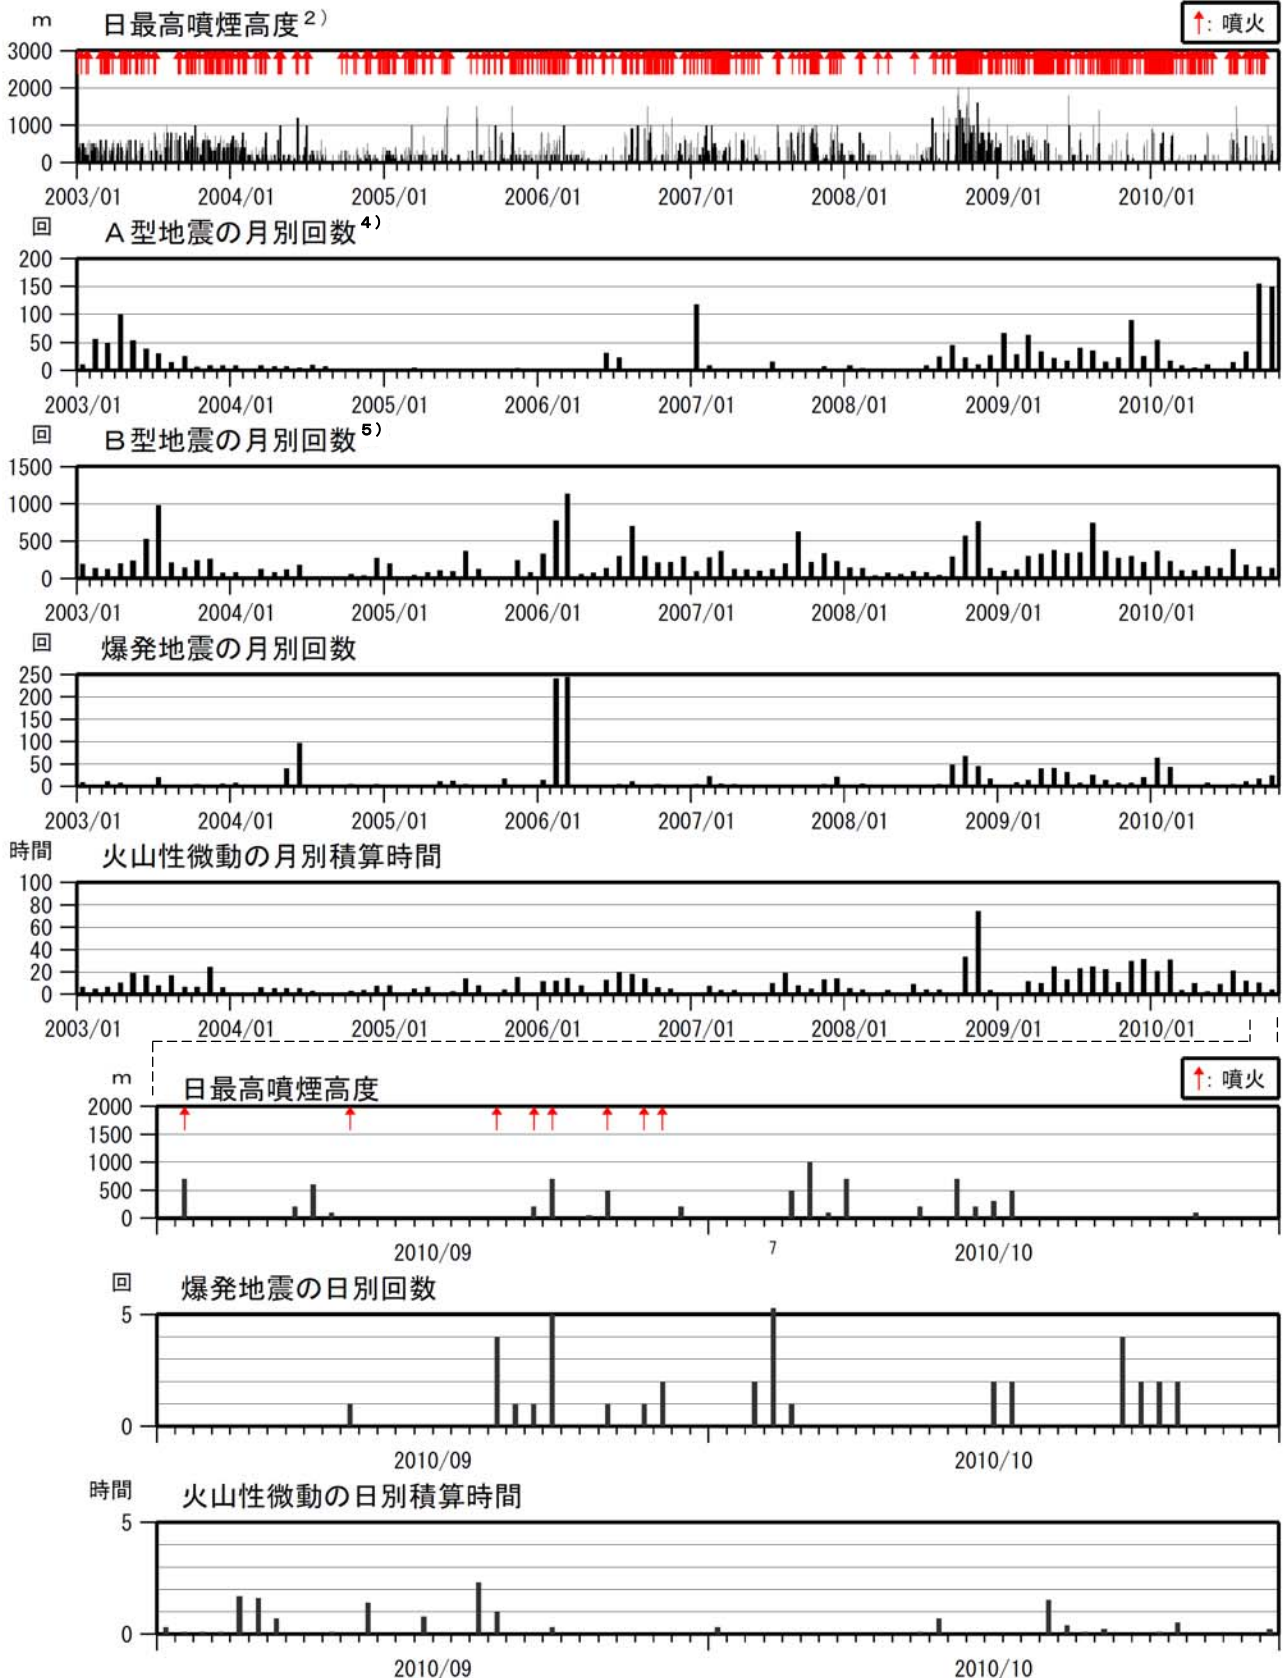 m 日最高噴煙高度2) ↑: 噴火
3000
2000
1000
0
2003/01 2004/01 2005/01 2006/01 2007/01 2008/01 2009/01 2010/01
回 A型地震の月別回数4)
200
150
100
50
0
2003/01 2004/01 2005/01 2006/01 2007/01 2008/01 2009/01 2010/01
回 B型地震の月別回数5)
1500
1000
500
0
2003/01 2004/01 2005/01 2006/01 2007/01 2008/01 2009/01 2010/01
回 爆発地震の月別回数
250
200
150
100
50
0
2003/01 2004/01 2005/01 2006/01 2007/01 2008/01 2009/01 2010/01
時間 火山性微動の月別積算時間
100
80
60
40
20
0
2003/01 2004/01 2005/01 2006/01 2007/01 2008/01 2009/01 2010/01
m 日最高噴煙高度 ↑: 噴火
2000
1500
1000
500
0
2010/09 2010/10
回 爆発地震の日別回数 7
5
0
2010/09 2010/10
時間 火山性微動の日別積算時間
5
0
2010/09 2010/10